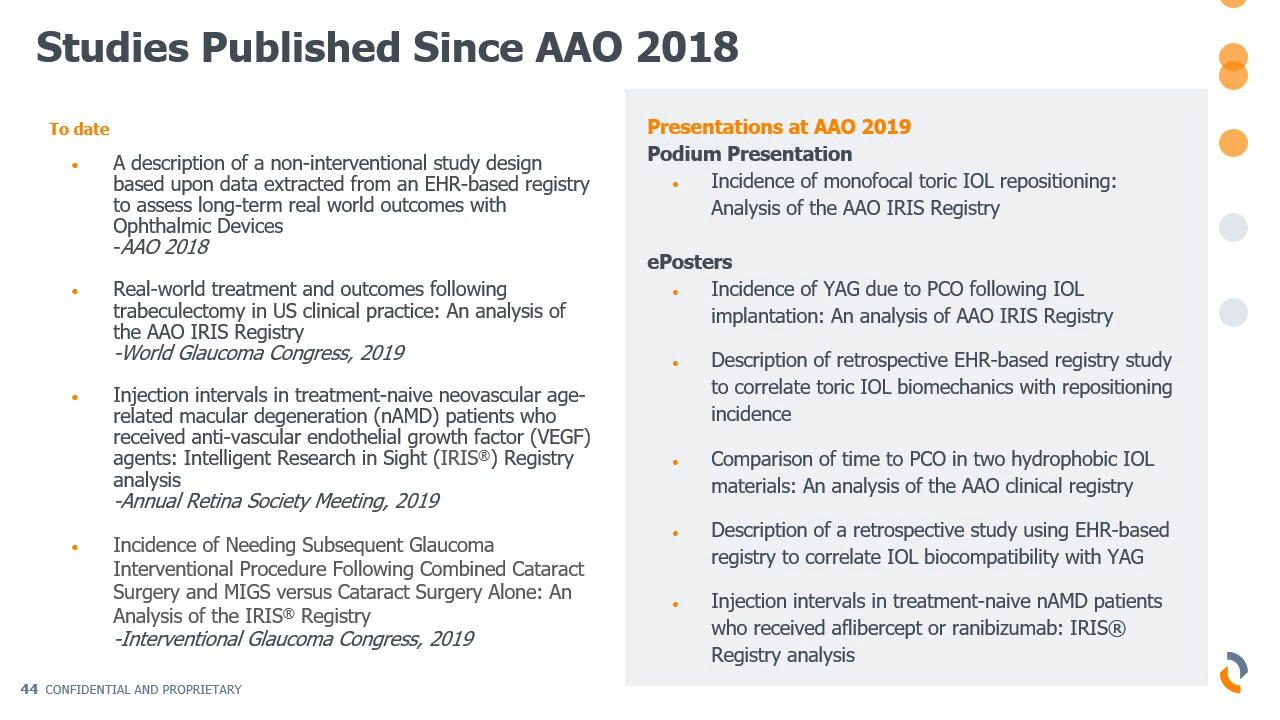 Studies Published Since AAO 2018
To date
• A description of a non-interventional study design
based upon data extracted from an EHR-based registry
to assess long-term real world outcomes with
Ophthalmic Devices
-AAO 2018
• Real-world treatment and outcomes following
trabeculectomy in US clinical practice: An analysis of
the AAO IRIS Registry
-World Glaucoma Congress, 2019
• Injection intervals in treatment-naive neovascular age-
related macular degeneration (nAMD) patients who
received anti-vascular endothelial growth factor (VEGF)
agents: Intelligent Research in Sight (IRIS®) Registry
analysis
-Annual Retina Society Meeting, 2019
• Incidence of Needing Subsequent Glaucoma
Interventional Procedure Following Combined Cataract
Surgery and MIGS versus Cataract Surgery Alone: An
Analysis of the IRIS® Registry
-Interventional Glaucoma Congress, 2019
Presentations at AAO 2019
Podium Presentation
• Incidence of monofocal toric IOL repositioning:
Analysis of the AAO IRIS Registry
ePosters
• Incidence of YAG due to PCO following IOL
implantation: An analysis of AAO IRIS Registry
• Description of retrospective EHR-based registry study
to correlate toric IOL biomechanics with repositioning
incidence
• Comparison of time to PCO in two hydrophobic IOL
materials: An analysis of the AAO clinical registry
• Description of a retrospective study using EHR-based
registry to correlate IOL biocompatibility with YAG
• Injection intervals in treatment-naive nAMD patients
who received aflibercept or ranibizumab: IRIS®
Registry analysis
44 CONFIDENTIAL AND PROPRIETARY